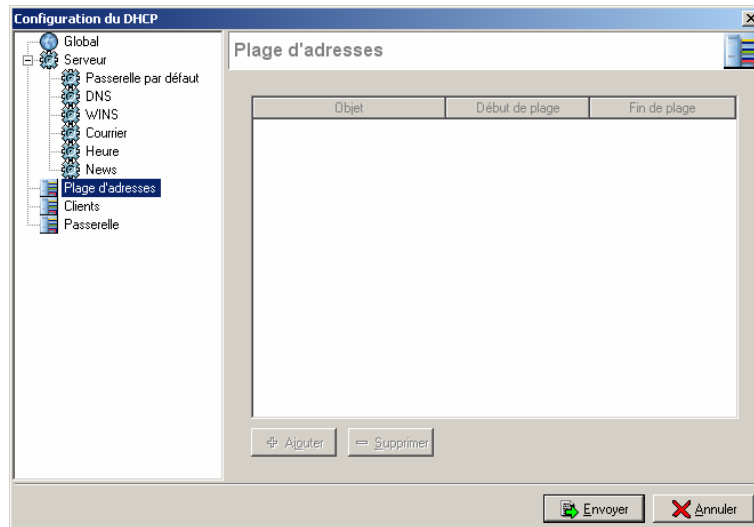 Configuration du DHCP
Global
Serveur
Passerelle par défaut
DNS
WINS
Courrier
Heure
News
Plage d'adresses
Clients
Passerelle
Plage d'adresses
Objet Début de plage Fin de plage
Ajouter Supprimer
Envoyer Annuler